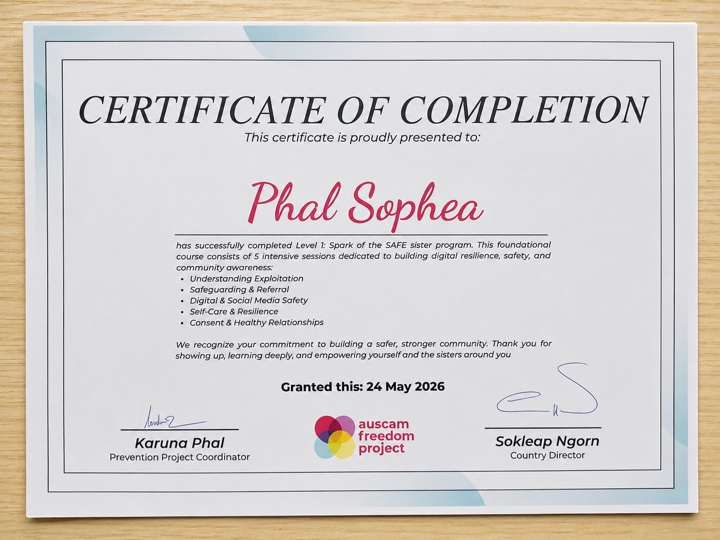 CERTIFICATE OF COMPLETION
This certificate is proudly presented to:
Phal Sophea
has successfully completed Level 1: Spark of the SAFE sister program. This foundational
course consists of 5 intensive sessions dedicated to building digital resilience, safety, and
community awareness:
• Understanding Exploitation
• Safeguarding & Referral
• Digital & Social Media Safety
• Self-Care & Resilience
• Consent & Healthy Relationships
We recognize your commitment to building a safer, stronger community. Thank you for
showing up, learning deeply, and empowering yourself and the sisters around you
Granted this: 24 May 2026
Karuna Phal
Prevention Project Coordinator
auscam
freedom
project
Sokleap Ngorn
Country Director